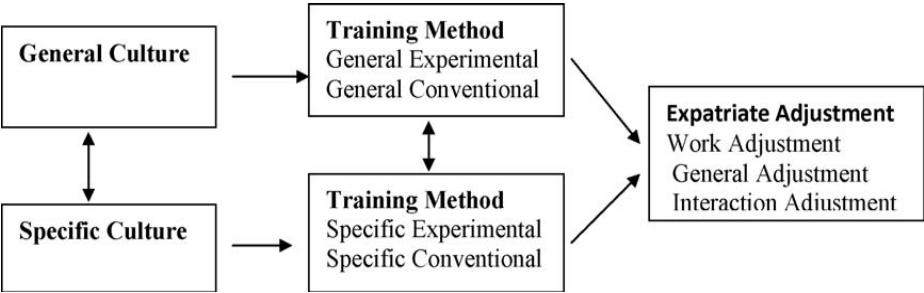 General Culture
Training Method
General Experimental
General Conventional
Expatriate Adjustment
Work Adjustment
General Adjustment
Interaction Adiustment
Specific Culture
Training Method
Specific Experimental
Specific Conventional